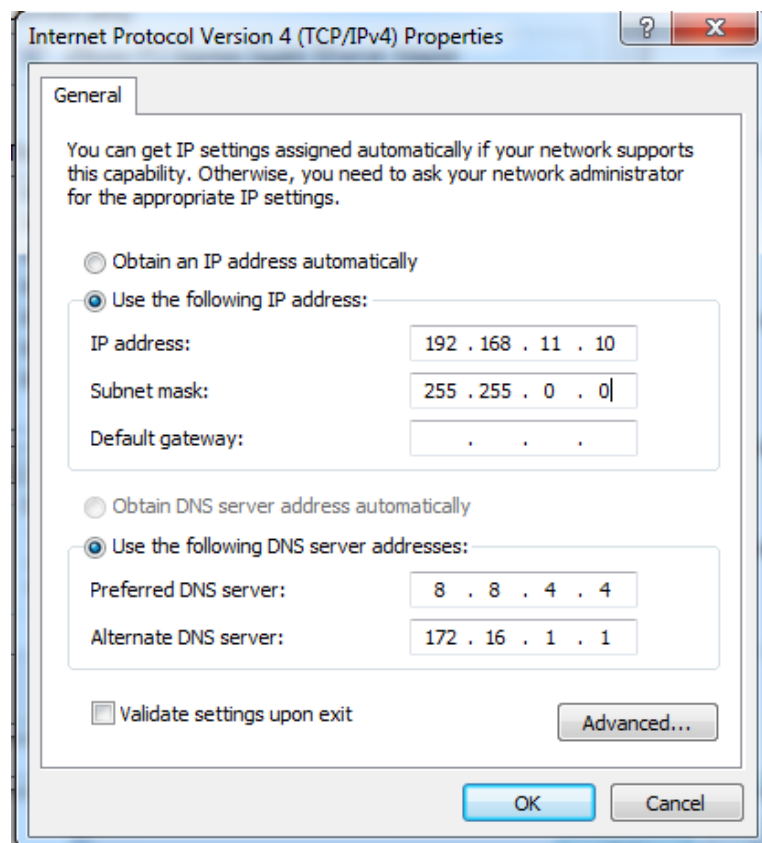 Internet Protocol Version 4 (TCP/IPv4) Properties
General
You can get IP settings assigned automatically if your network supports
this capability. Otherwise, you need to ask your network administrator
for the appropriate IP settings.
Obtain an IP address automatically
Use the following IP address:
IP address: 192 . 168 . 11 . 10
Subnet mask: 255 . 255 . 0 . 0
Default gateway: . . .
Obtain DNS server address automatically
Use the following DNS server addresses:
Preferred DNS server: 8 . 8 . 4 . 4
Alternate DNS server: 172 . 16 . 1 . 1
Validate settings upon exit
Advanced...
OK Cancel